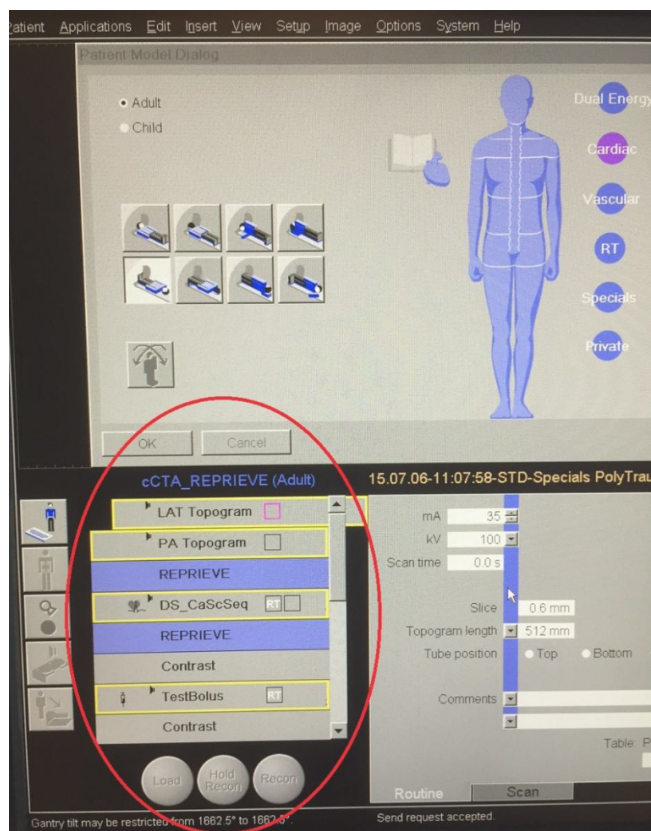 Patient Applications Edit Insert View Setup Image Options System Help
Patient Model Dialog
Adult
Child
Dual Energy
Cardiac
Vascular
RT
Specials
Private
OK Cancel
cCTA_REPRIEVE (Adult)
LAT Topogram
PA Topogram
REPRIEVE
DS_CaScSeq RT
REPRIEVE
Contrast
TestBolus RT
Contrast
Load Hold Recon Recon
15.07.06-11:07:58-STD-Specials PolyTrau
mA 35
kV 100
Scan time 0.0 s
Slice 0.6 mm
Topogram length 512 mm
Tube position Top Bottom
Comments
Table: P
Routine Scan
Gantry tilt may be restricted from 1662.5° to 1662.5°. Send request accepted.